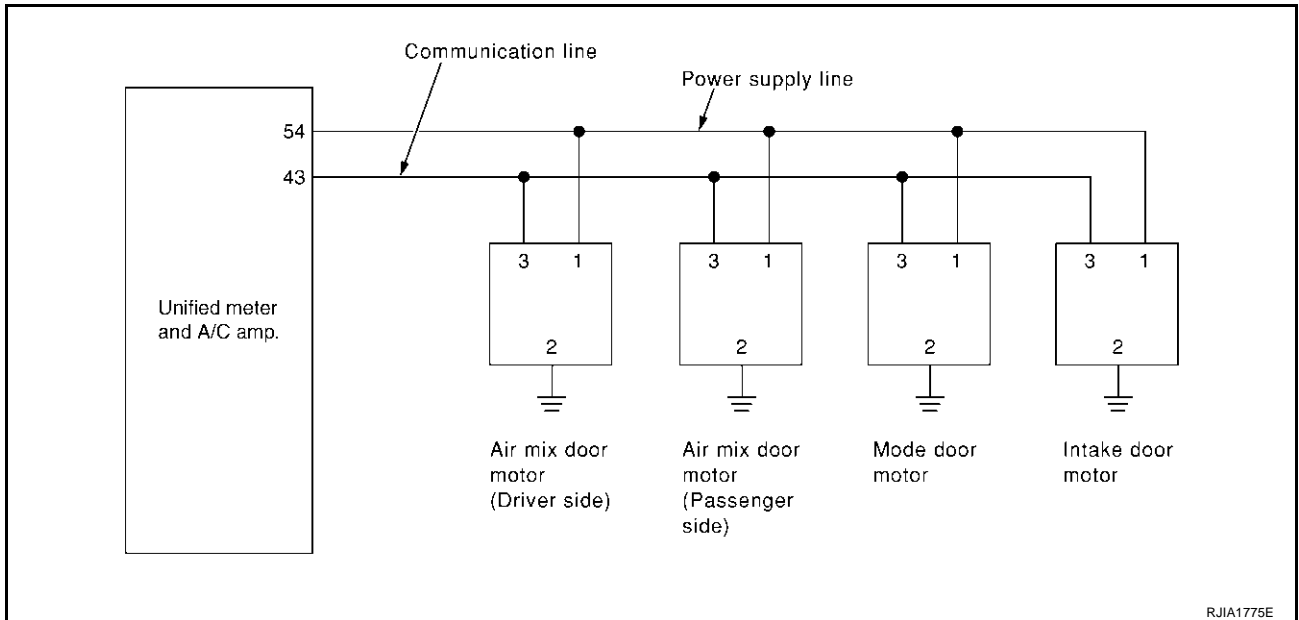 Communication line
Power supply line
54
43
3 1
3 1
3 1
3 1
Unified meter
and A/C amp.
2
2
2
2
Air mix door
motor
(Driver side)
Air mix door
motor
(Passenger
side)
Mode door
motor
Intake door
motor
RJIA1775E